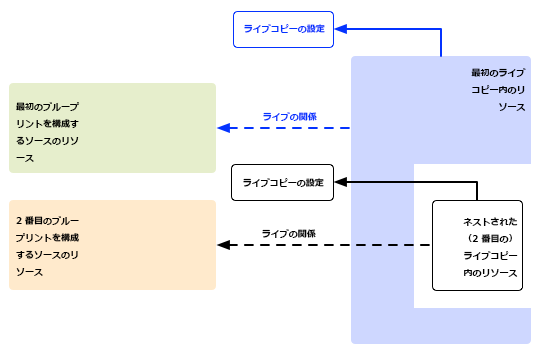 ライブコピーの設定
最初のライブ
コピー内のリ
ソース
最初のブループ
リントを構成す
るソースのリソ
ース
ライブの関係
ライブコピーの設定
2 番目のブルー
プリントを構成
するソースのリ
ソース
ライブの関係
ネストされた
（2 番目の）
ライブコピー
内のリソース